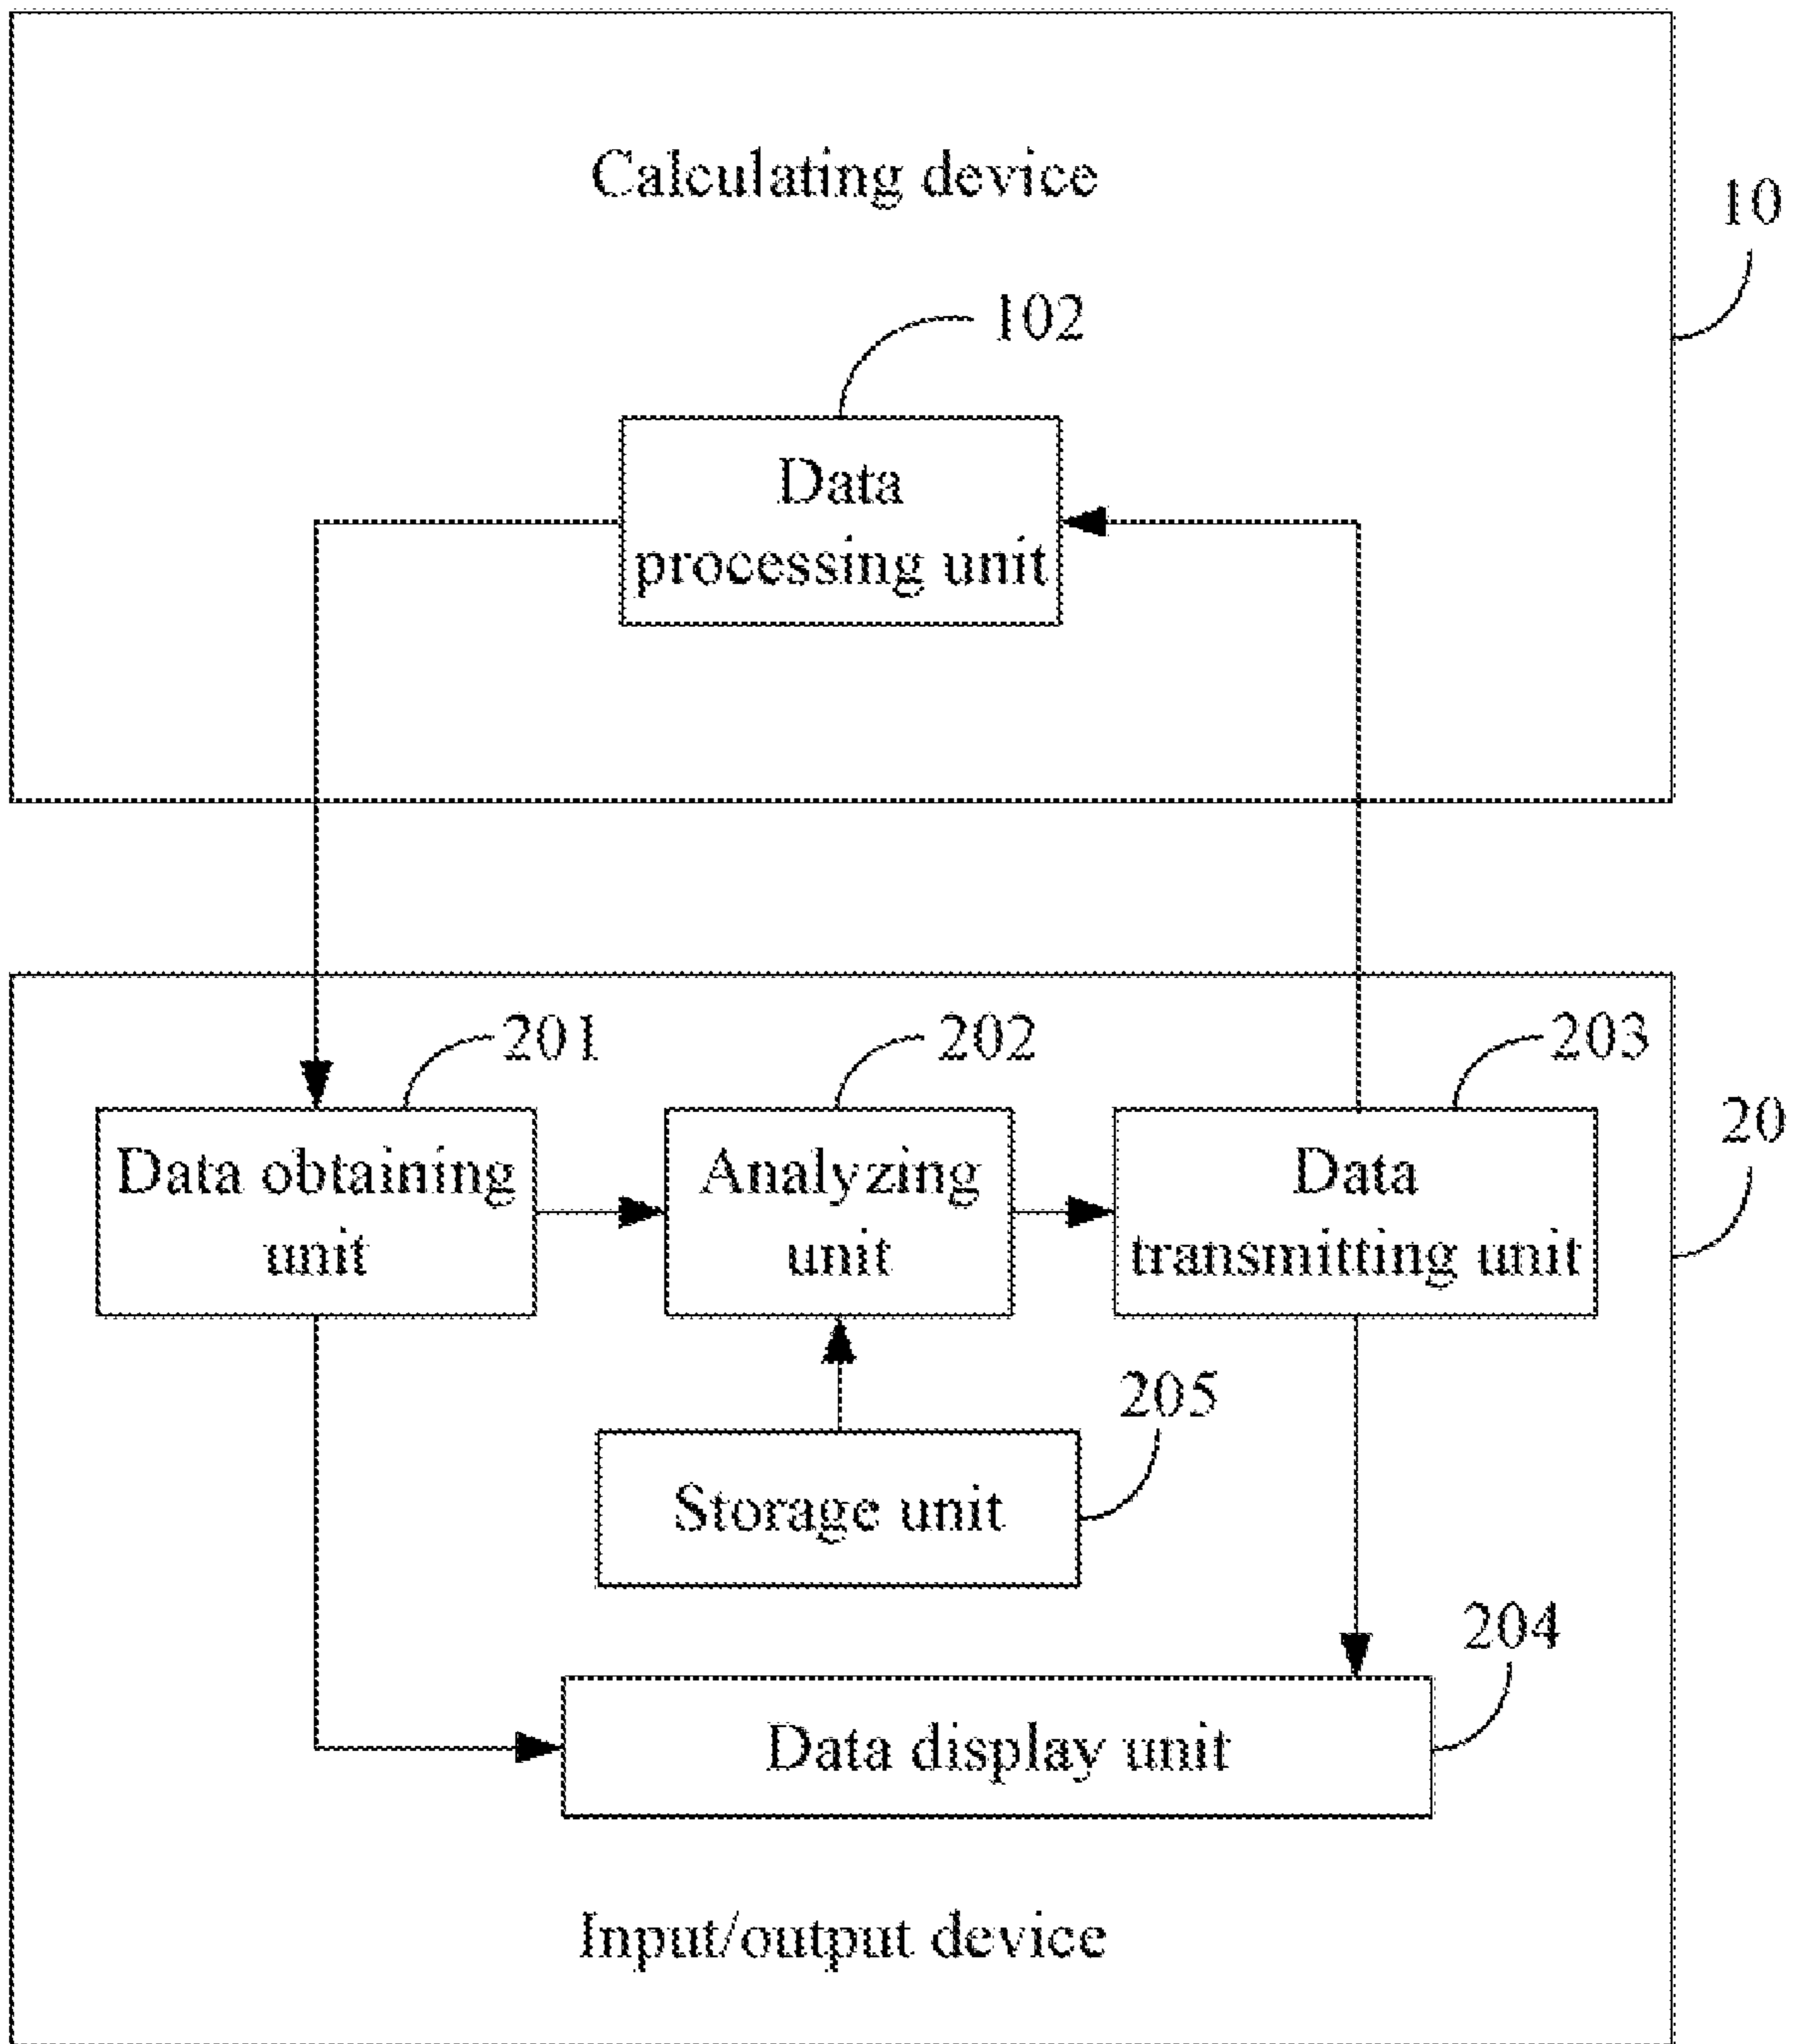 Calculating device
10
102
Data
processing unit
201
202
203
20
Data obtaining
unit
Analyzing
unit
Data
transmitting unit
205
Storage unit
204
Data display unit
Input/output device